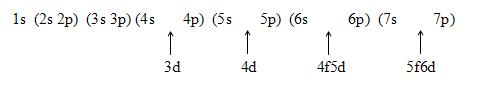 1s (2s 2p) (3s 3p) (4s 4p) (5s 5p) (6s 6p) (7s 7p)
3d 4d 4f5d 5f6d